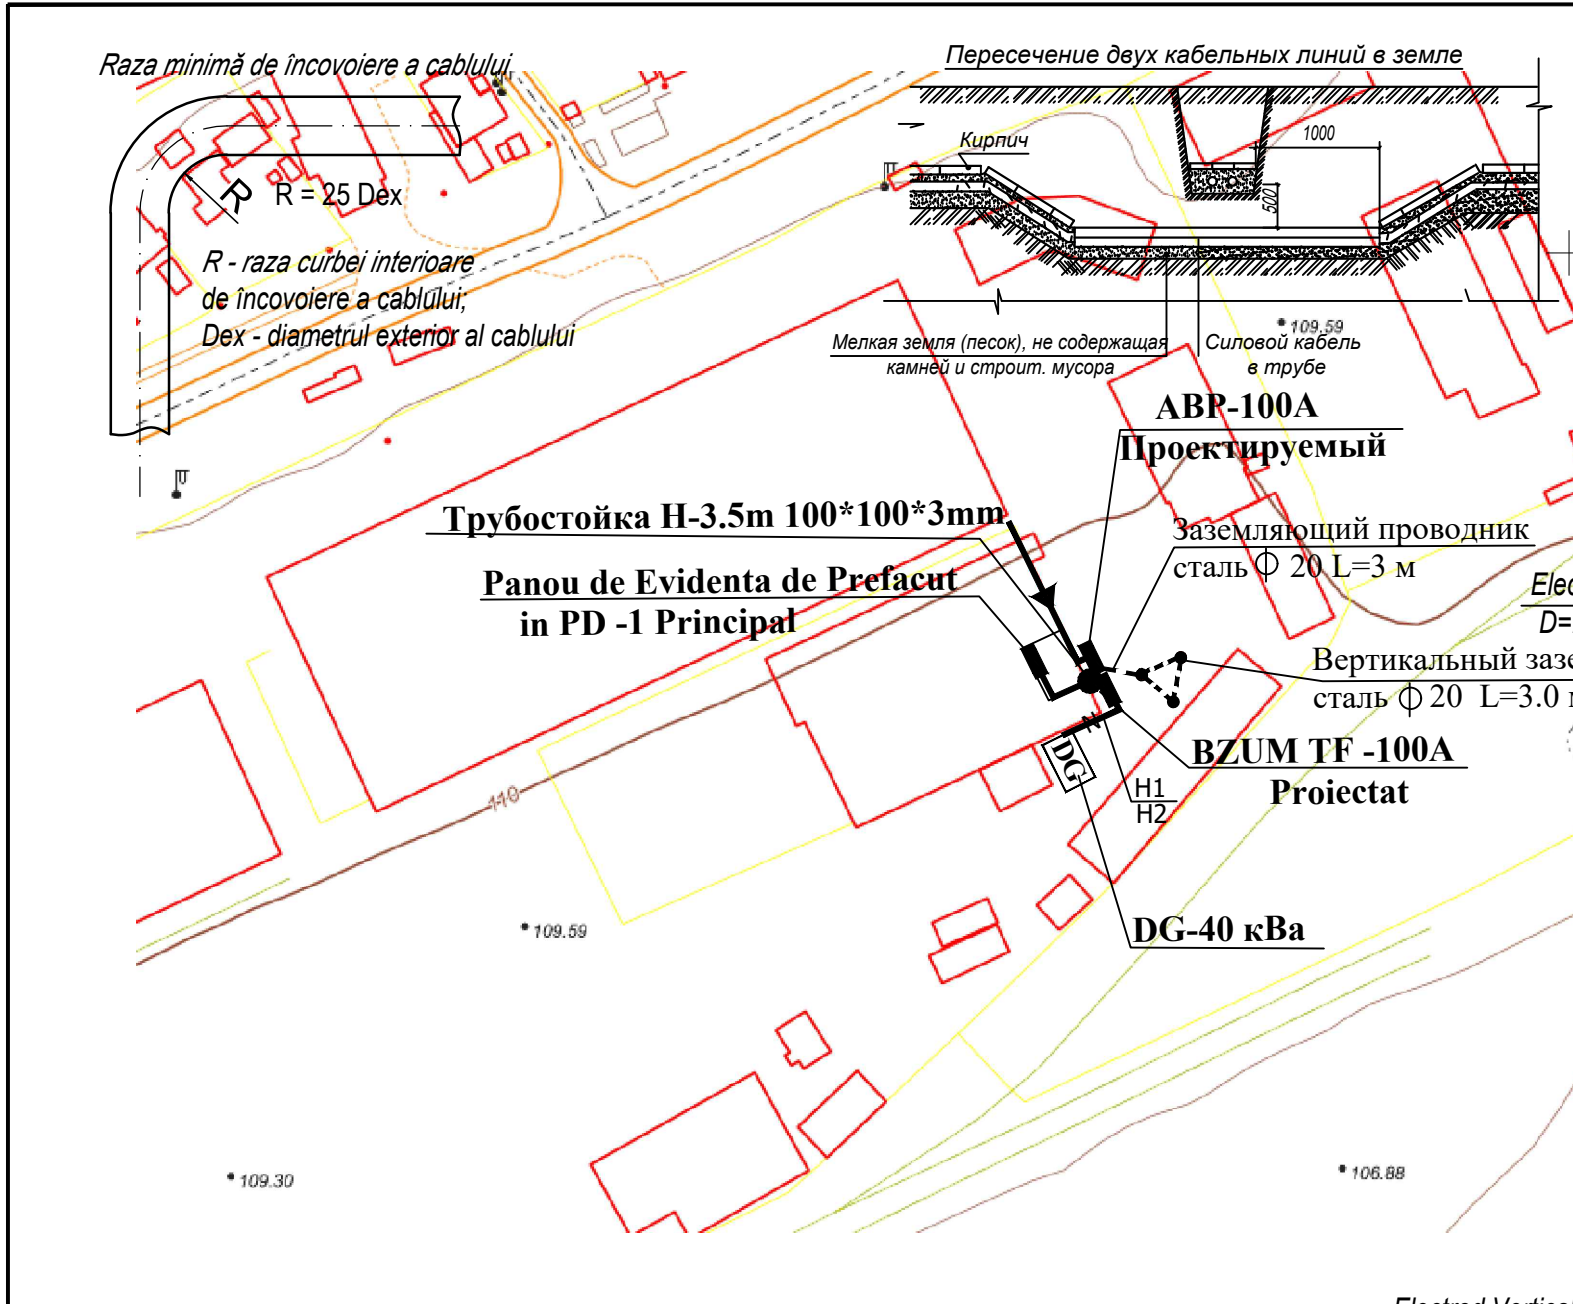 Raza minimă de încovoiere a cablului
R
R = 25 Dex
R - raza curbei interioare
de încovoiere a cablului;
Dex - diametrul exterior al cablului
Пересечение двух кабельных линий в земле
Кирпич
1000
500
Мелкая земля (песок), не содержащая
камней и строит. мусора
Силовой кабель
в трубе
109.59
АВР-100А
Проектируемый
Трубостойка Н-3.5m 100*100*3mm
Заземляющий проводник
сталь ϕ 20 L=3 м
Panou de Evidenta de Prefacut
in PD -1 Principal
Elec
D=
Вертикальный зазе
сталь ϕ 20 L=3.0 м
BZUM TF -100A
Proiectat
DG
H1
H2
110
DG-40 кВа
109.59
109.30
106.88